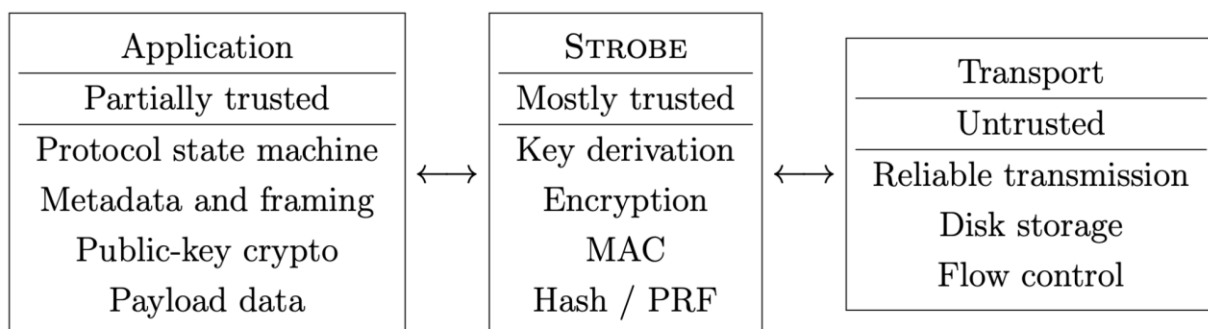 Application
Partially trusted
Protocol state machine
Metadata and framing
Public-key crypto
Payload data
STROBE
Mostly trusted
Key derivation
Encryption
MAC
Hash / PRF
Transport
Untrusted
Reliable transmission
Disk storage
Flow control